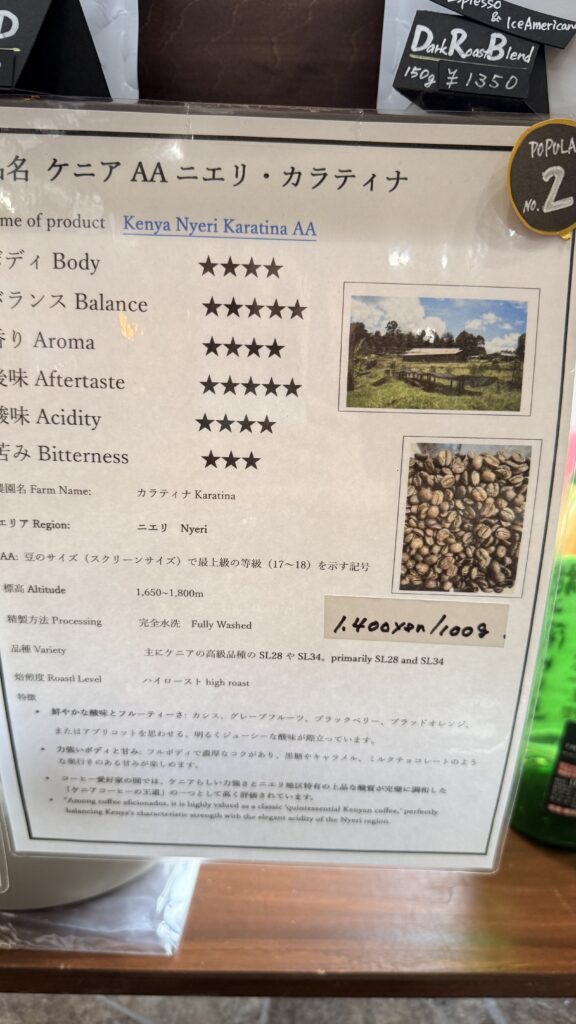 & IceAmerican
Dark Roast Blend
150g ¥1350
POPULA
NO. 2
名 ケニア AA ニエリ・カラティナ
me of product Kenya Nyeri Karatina AA
ボディ Body ★★★★
バランス Balance ★★★★★
香り Aroma ★★★★
後味 Aftertaste ★★★★★
酸味 Acidity ★★★★
苦み Bitterness ★★★
農園名 Farm Name: カラティナ Karatina
エリア Region: ニエリ Nyeri
AA: 豆のサイズ（スクリーンサイズ）で最上級の等級（17～18）を示す記号
標高 Altitude 1,650~1,800m
1.400yen/100g.
精製方法 Processing 完全水洗 Fully Washed
品種 Variety 主にケニアの高級品種の SL28 や SL34。primarily SL28 and SL34
焙煎度 Roastl Level ハイロースト high roast
特徴
• 鮮やかな酸味とフルーティーさ: カシス、グレープフルーツ、ブラックベリー、ブラッドオレンジ、
またはアプリコットを思わせる、明るくジューシーな酸味が際立っています。
• 力強いボディと甘み: フルボディで濃厚なコクがあり、黒糖やキャラメル、ミルクチョコレートのよう
な奥行きのある甘みが楽しめます。
• コーヒー愛好家の間では、ケニアらしい力強さとニエリ地区特有の上品な酸質が完璧に調和した
「ケニアコーヒーの王道」の一つとして高く評価されています。
• "Among coffee aficionados, it is highly valued as a classic 'quintessential Kenyan coffee,' perfectly
balancing Kenya's characteristic strength with the elegant acidity of the Nyeri region.